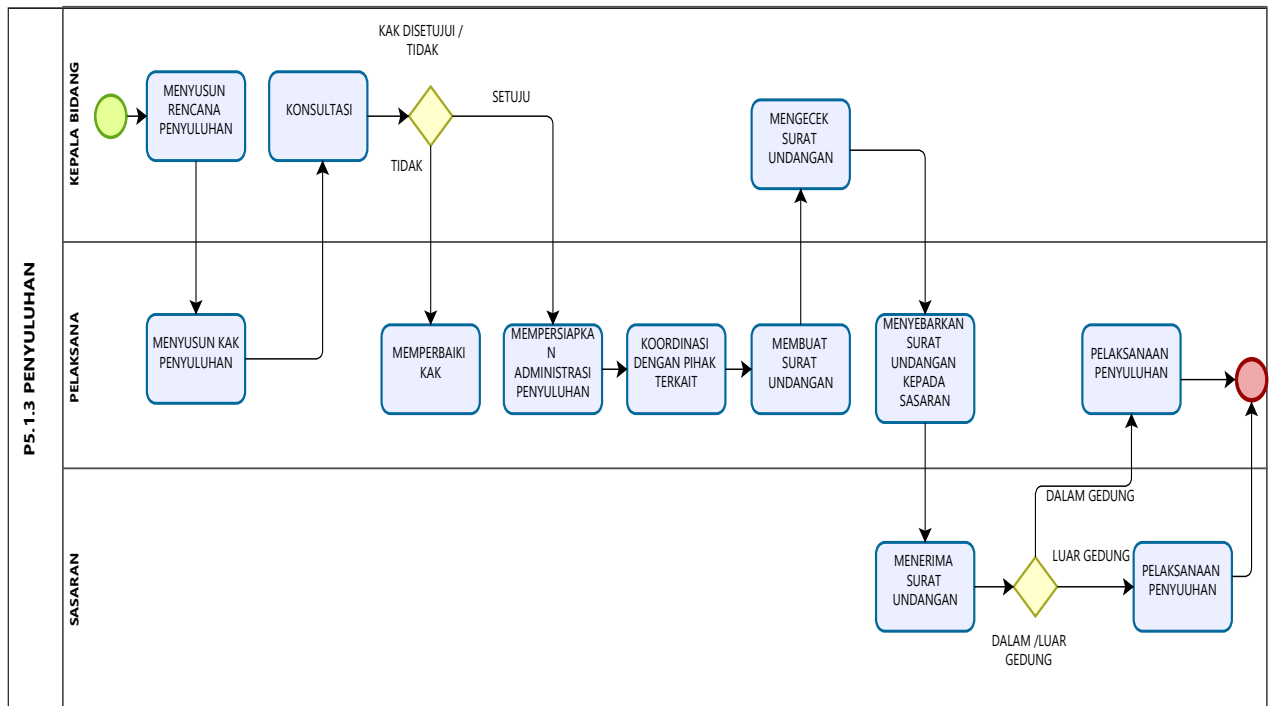 P5.1.3 PENYULUHAN
KEPALA BIDANG
MENYUSUN
RENCANA
PENYULUHAN
KONSULTASI
KAK DISETUJUI /
TIDAK
SETUJU
TIDAK
MENGECEK
SURAT
UNDANGAN
PELAKSANA
MENYUSUN KAK
PENYULUHAN
MEMPERBAIKI
KAK
MEMPERSIAPKA
N
ADMINISTRASI
PENYULUHAN
KOORDINASI
DENGAN PIHAK
TERKAIT
MEMBUAT
SURAT
UNDANGAN
MENYEBARKAN
SURAT
UNDANGAN
KEPADA
SASARAN
PELAKSANAAN
PENYULUHAN
SASARAN
MENERIMA
SURAT
UNDANGAN
DALAM /LUAR
GEDUNG
DALAM GEDUNG
LUAR GEDUNG
PELAKSANAAN
PENYUUHAN